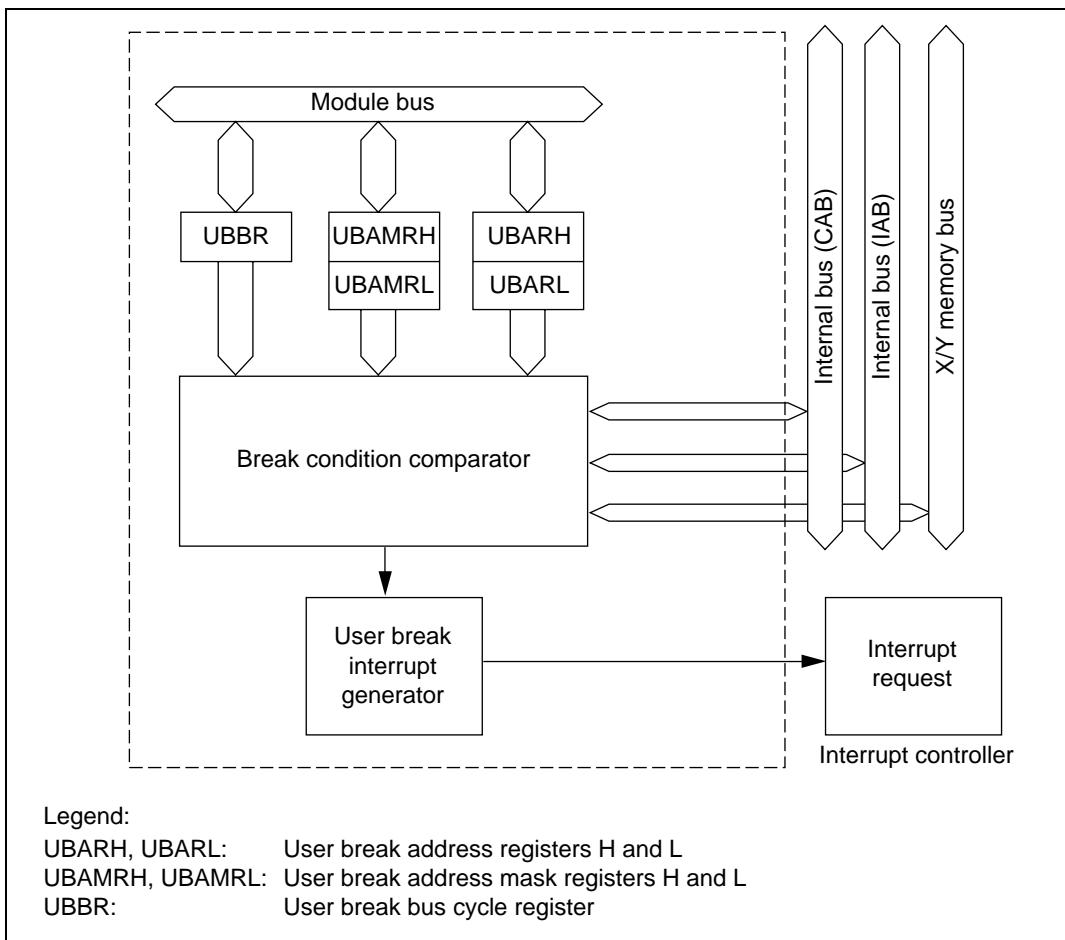 Module bus
UBBR
UBAMRH
UBARH
UBAMRL
UBARL
Internal bus (CAB)
Internal bus (IAB)
X/Y memory bus
Break condition comparator
User break
interrupt
generator
Interrupt
request
Interrupt controller
Legend:
UBARH, UBARL: User break address registers H and L
UBAMRH, UBAMRL: User break address mask registers H and L
UBBR: User break bus cycle register